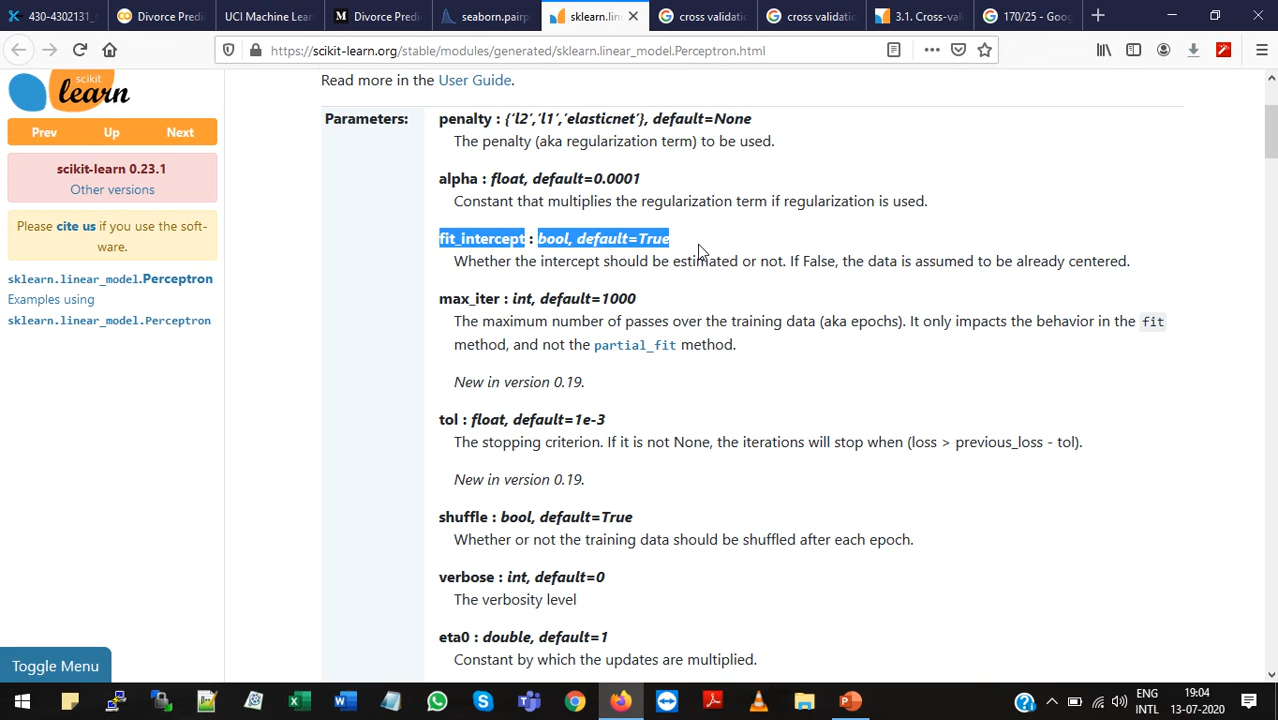 430-4302131_
Divorce Predi
UCI Machine Learn
Divorce Predi
seaborn.pairp
sklearn.lin
cross validati
cross validati
3.1. Cross-val
170/25 - Goog
https://scikit-learn.org/stable/modules/generated/sklearn.linear_model.Perceptron.html
scikit
learn
Prev
Up
Next
scikit-learn 0.23.1
Other versions
Please cite us if you use the soft-
ware.
sklearn.linear_model.Perceptron
Examples using
sklearn.linear_model.Perceptron
Toggle Menu
Read more in the User Guide.
Parameters:
penalty : {'l2','l1','elasticnet'}, default=None
The penalty (aka regularization term) to be used.
alpha : float, default=0.0001
Constant that multiplies the regularization term if regularization is used.
fit_intercept : bool, default=True
Whether the intercept should be estimated or not. If False, the data is assumed to be already centered.
max_iter : int, default=1000
The maximum number of passes over the training data (aka epochs). It only impacts the behavior in the fit
method, and not the partial_fit method.
New in version 0.19.
tol : float, default=1e-3
The stopping criterion. If it is not None, the iterations will stop when (loss > previous_loss - tol).
New in version 0.19.
shuffle : bool, default=True
Whether or not the training data should be shuffled after each epoch.
verbose : int, default=0
The verbosity level
eta0 : double, default=1
Constant by which the updates are multiplied.
ENG
INTL
19:04
13-07-2020